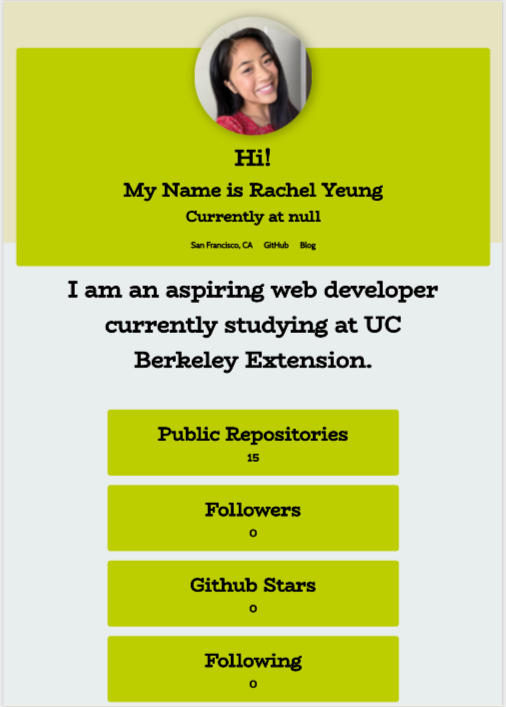 Hi!
My Name is Rachel Yeung
Currently at null
San Francisco, CA GitHub Blog
I am an aspiring web developer
currently studying at UC
Berkeley Extension.
Public Repositories
15
Followers
0
Github Stars
0
Following
0